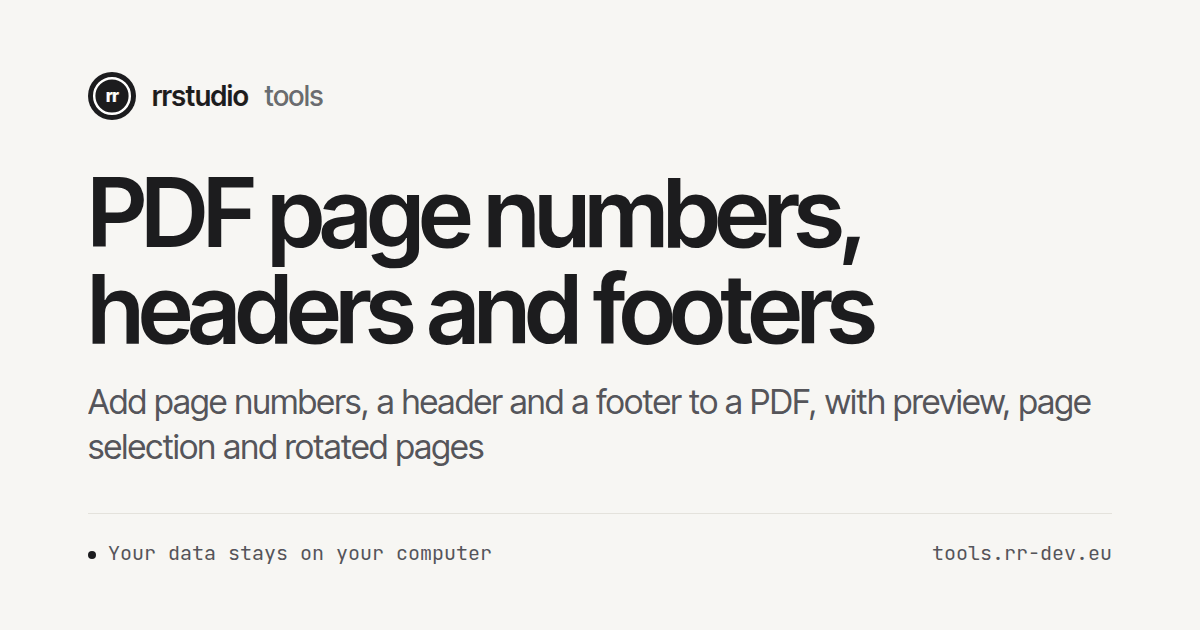 rr rrstudio tools
PDF page numbers,
headers and footers
Add page numbers, a header and a footer to a PDF, with preview, page
selection and rotated pages
Your data stays on your computer
tools.rr-dev.eu